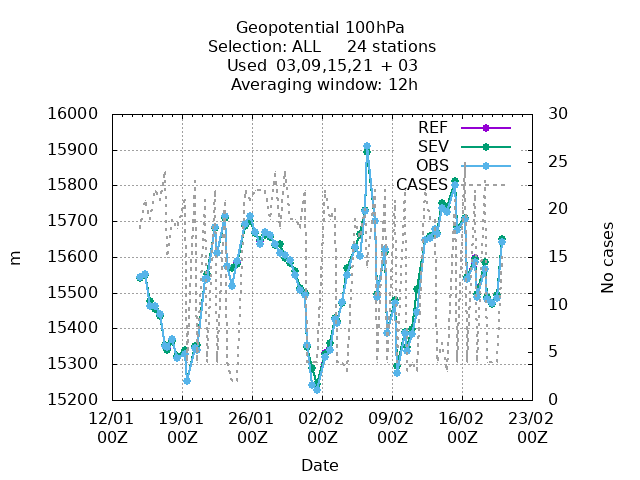 Geopotential 100hPa
Selection: ALL 24 stations
Used 03,09,15,21 + 03
Averaging window: 12h
16000
15900
15800
15700
15600
15500
15400
15300
15200
m
REF
SEV
OBS
CASES
30
25
20
15
10
5
0
No cases
12/01 19/01 26/01 02/02 09/02 16/02 23/02
00Z 00Z 00Z 00Z 00Z 00Z 00Z
Date